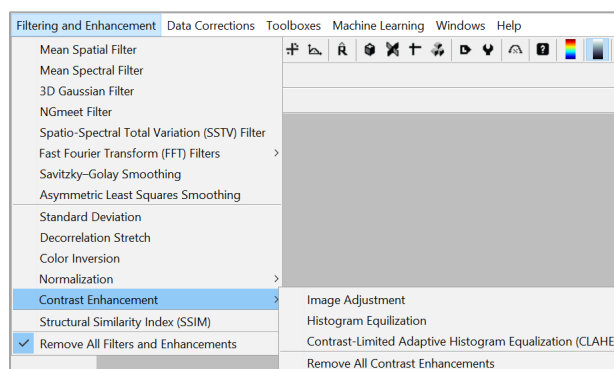 Filtering and Enhancement Data Corrections Toolboxes Machine Learning Windows Help
Mean Spatial Filter
Mean Spectral Filter
3D Gaussian Filter
NGmeet Filter
Spatio-Spectral Total Variation (SSTV) Filter
Fast Fourier Transform (FFT) Filters
Savitzky–Golay Smoothing
Asymmetric Least Squares Smoothing
Standard Deviation
Decorrelation Stretch
Color Inversion
Normalization
Contrast Enhancement
Image Adjustment
Structural Similarity Index (SSIM)
Histogram Equilization
Remove All Filters and Enhancements
Contrast-Limited Adaptive Histogram Equalization (CLAHE
Remove All Contrast Enhancements